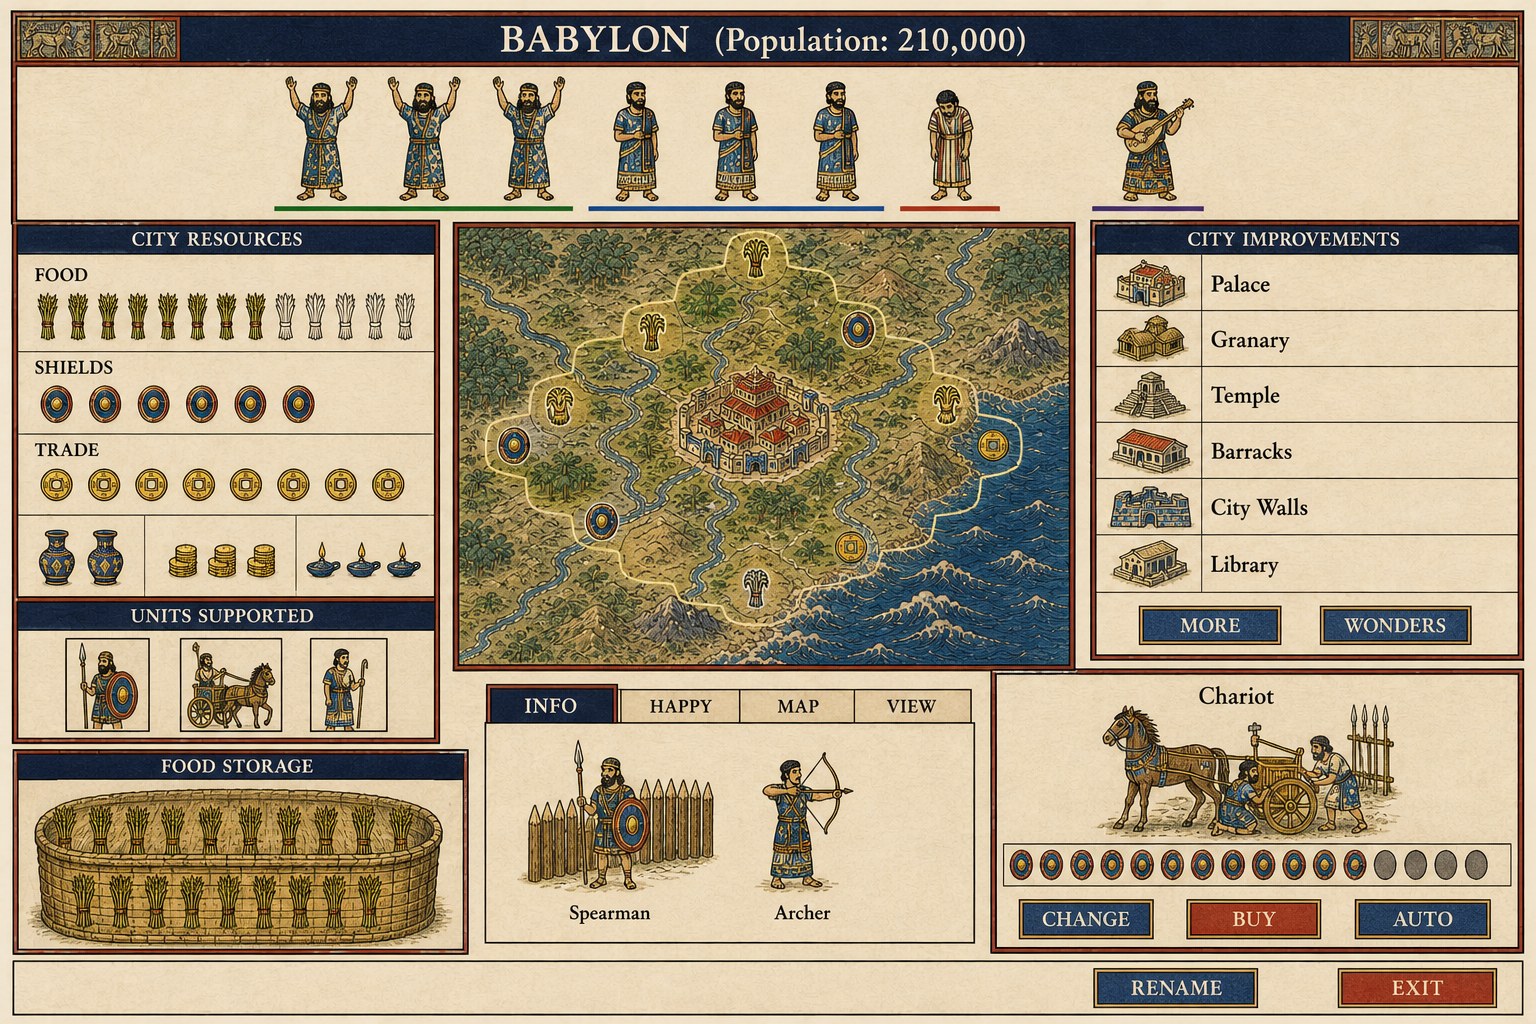 BABYLON (Population: 210,000)
CITY RESOURCES
FOOD
SHIELDS
TRADE
UNITS SUPPORTED
FOOD STORAGE
INFO
HAPPY
MAP
VIEW
Spearman
Archer
CITY IMPROVEMENTS
Palace
Granary
Temple
Barracks
City Walls
Library
MORE
WONDERS
Chariot
CHANGE
BUY
AUTO
RENAME
EXIT